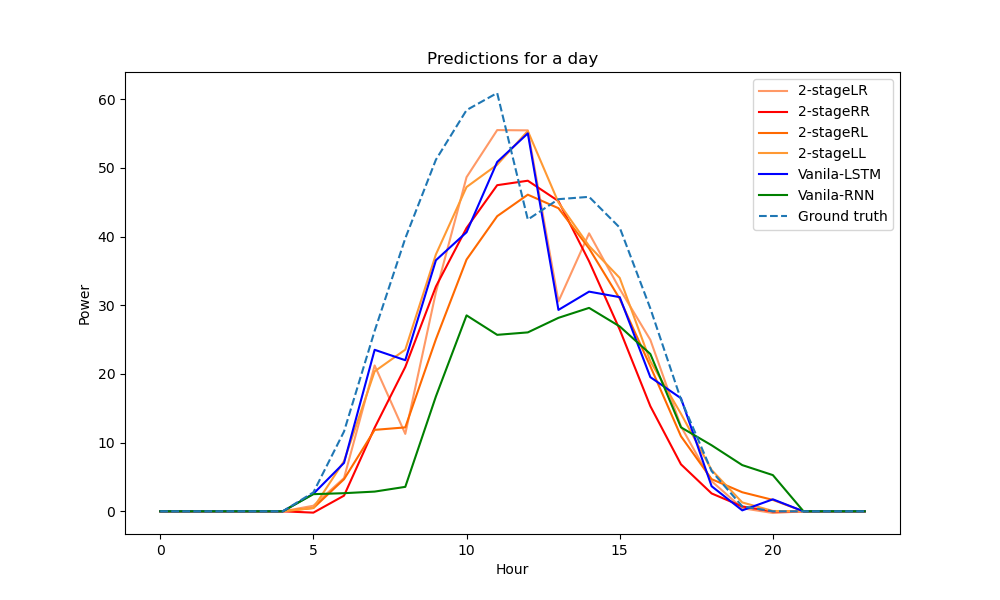 Predictions for a day
2-stageLR
2-stageRR
2-stageRL
2-stageLL
Vanila-LSTM
Vanila-RNN
Ground truth
Power
60
50
40
30
20
10
0
0 5 10 15 20
Hour